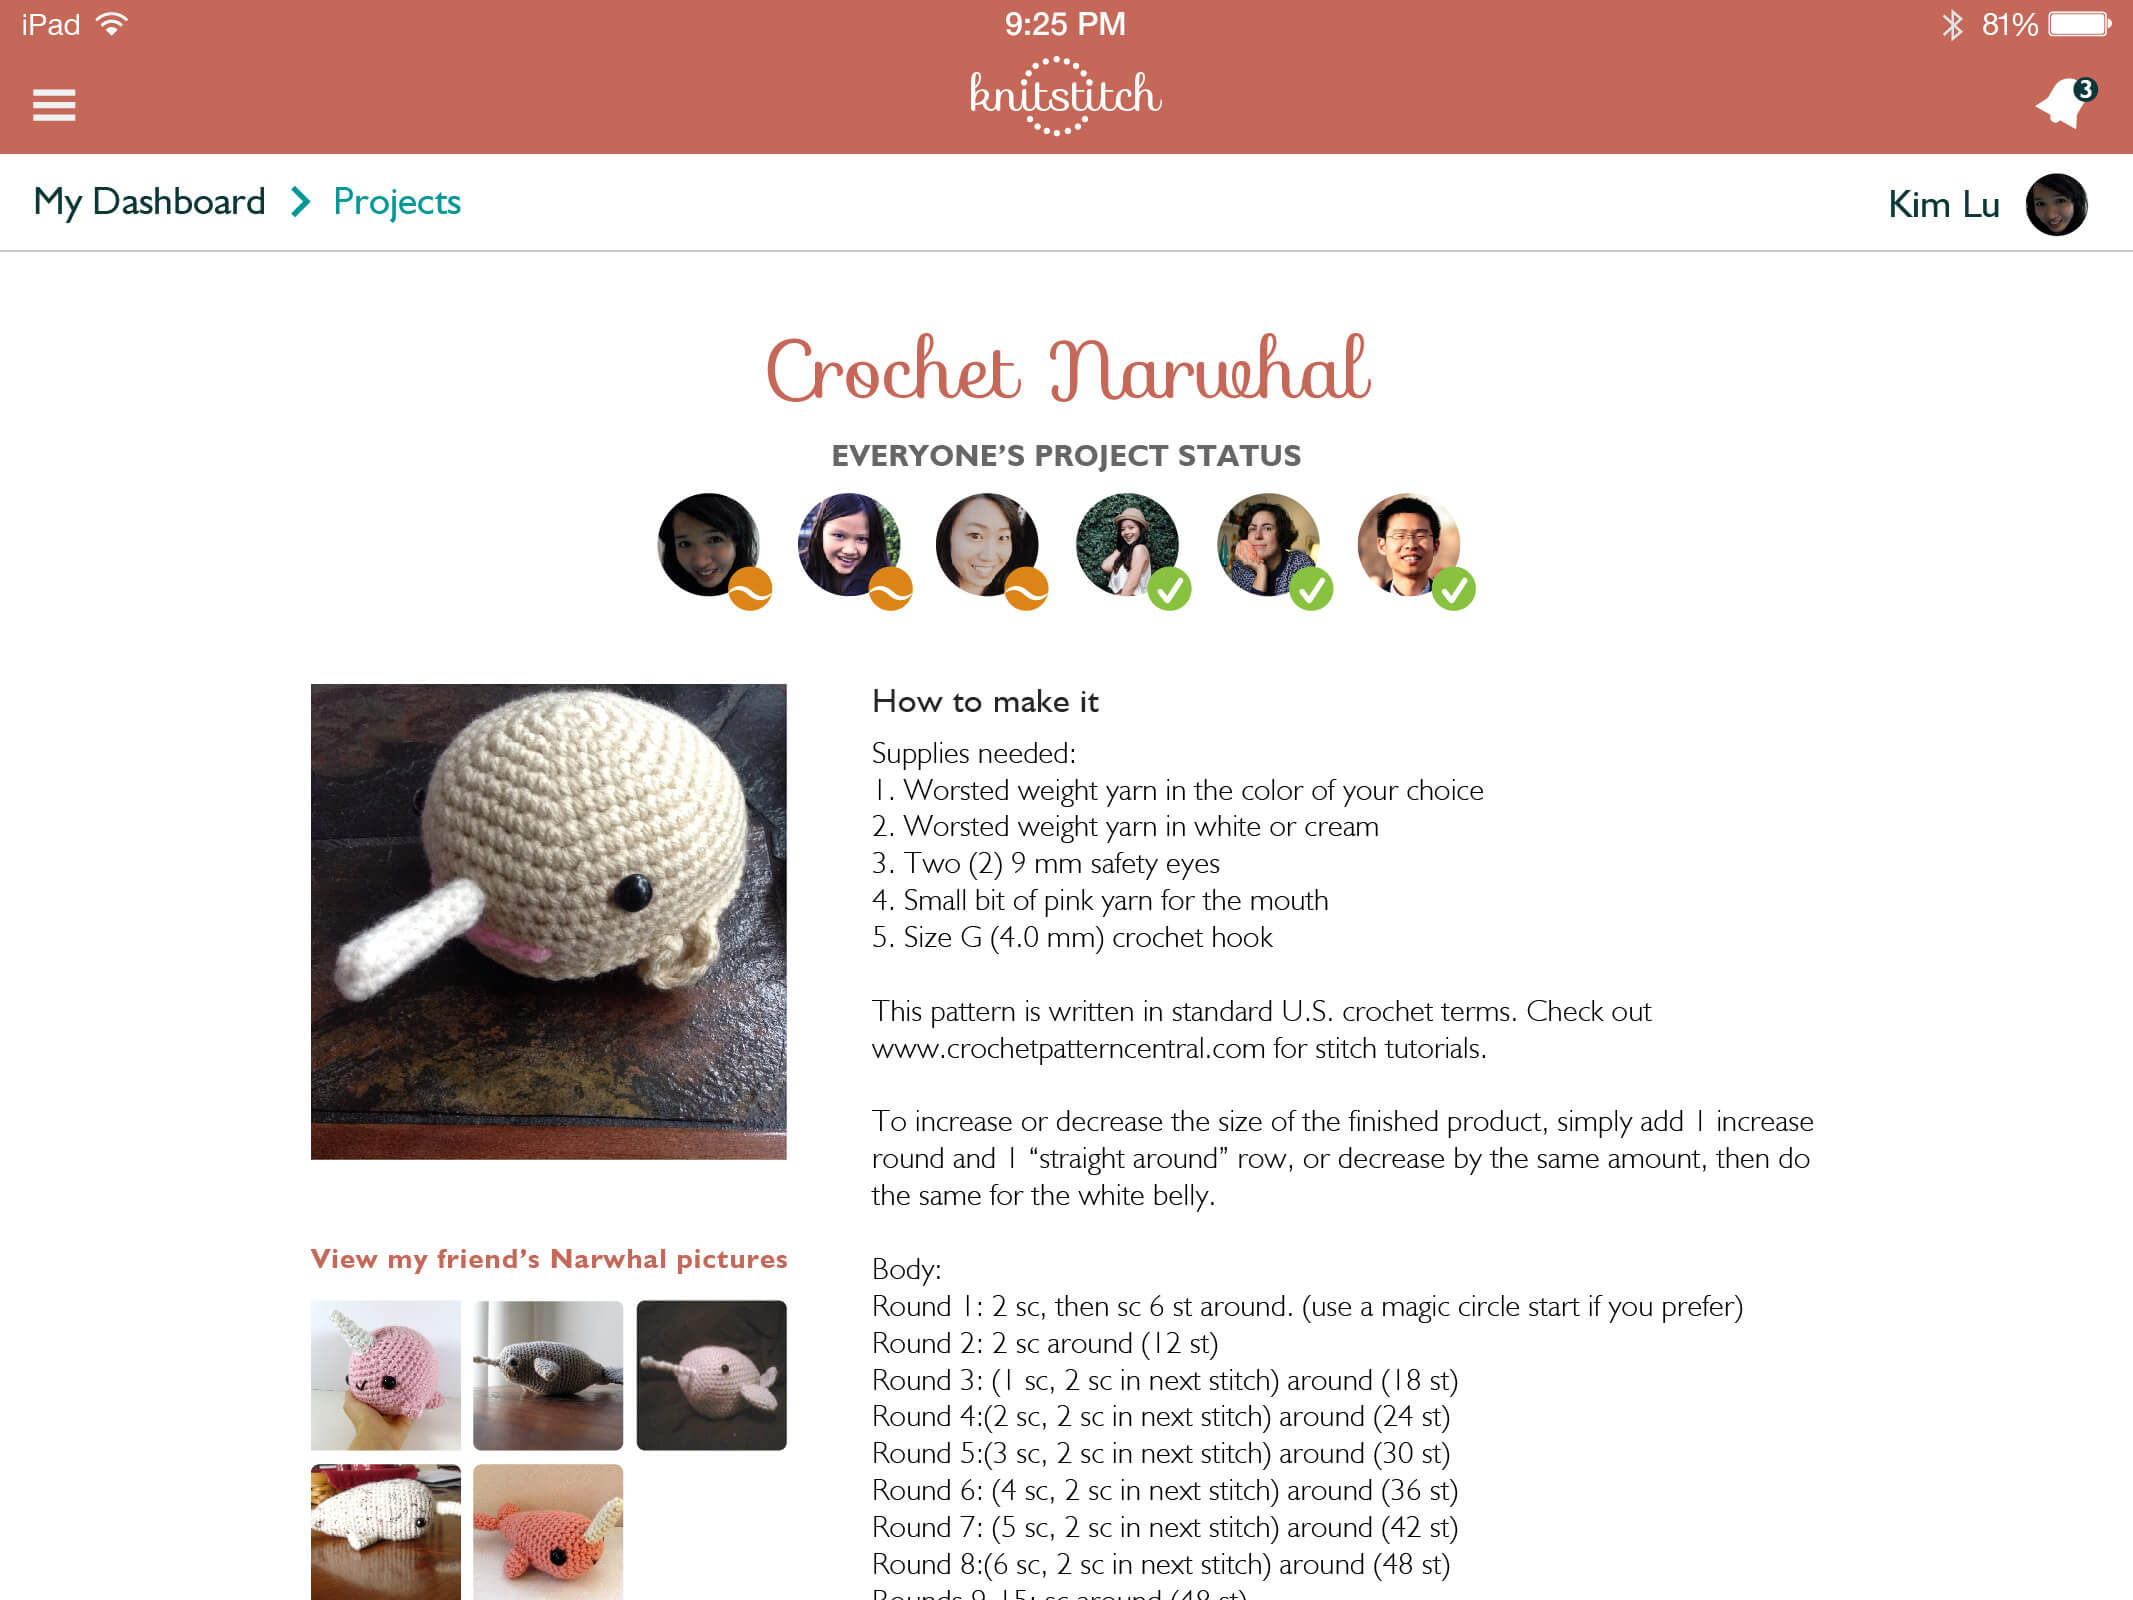 iPad
9:25 PM
81%
knitstitch
3
My Dashboard
Projects
Kim Lu
Crochet Narwhal
EVERYONE’S PROJECT STATUS
How to make it
Supplies needed:
1. Worsted weight yarn in the color of your choice
2. Worsted weight yarn in white or cream
3. Two (2) 9 mm safety eyes
4. Small bit of pink yarn for the mouth
5. Size G (4.0 mm) crochet hook
This pattern is written in standard U.S. crochet terms. Check out
www.crochetpatterncentral.com for stitch tutorials.
To increase or decrease the size of the finished product, simply add 1 increase
round and 1 “straight around” row, or decrease by the same amount, then do
the same for the white belly.
View my friend’s Narwhal pictures
Body:
Round 1: 2 sc, then sc 6 st around. (use a magic circle start if you prefer)
Round 2: 2 sc around (12 st)
Round 3: (1 sc, 2 sc in next stitch) around (18 st)
Round 4:(2 sc, 2 sc in next stitch) around (24 st)
Round 5:(3 sc, 2 sc in next stitch) around (30 st)
Round 6: (4 sc, 2 sc in next stitch) around (36 st)
Round 7: (5 sc, 2 sc in next stitch) around (42 st)
Round 8:(6 sc, 2 sc in next stitch) around (48 st)
Rounds 9-15: sc around (48 st)